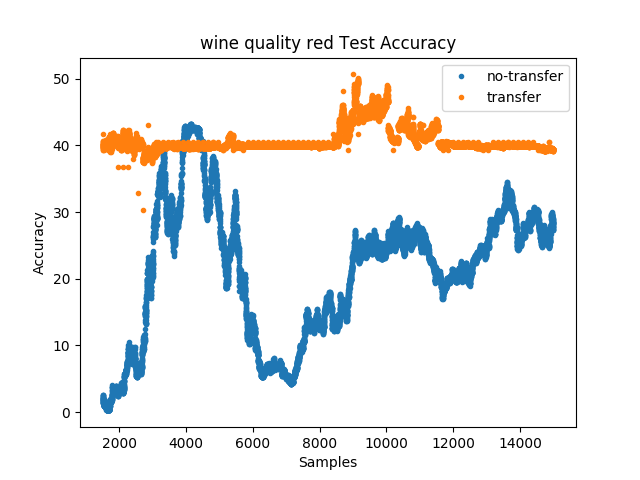 wine quality red Test Accuracy
50
40
30
20
10
0
Accuracy
no-transfer
transfer
2000 4000 6000 8000 10000 12000 14000
Samples